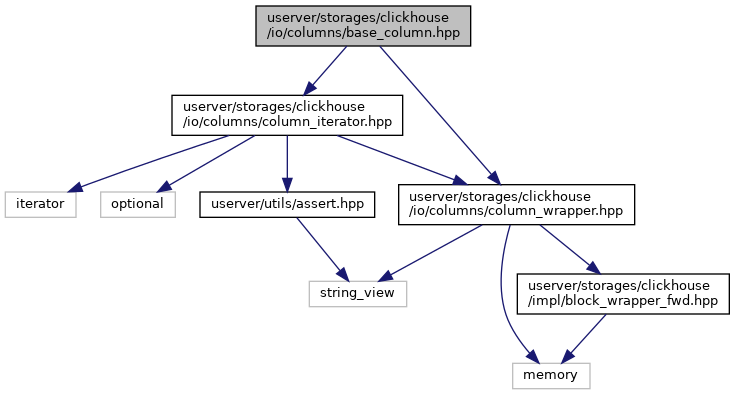 userver/storages/clickhouse
/io/columns/base_column.hpp
userver/storages/clickhouse
/io/columns/column_iterator.hpp
iterator
optional
userver/utils/assert.hpp
userver/storages/clickhouse
/io/columns/column_wrapper.hpp
string_view
userver/storages/clickhouse
/impl/block_wrapper_fwd.hpp
memory